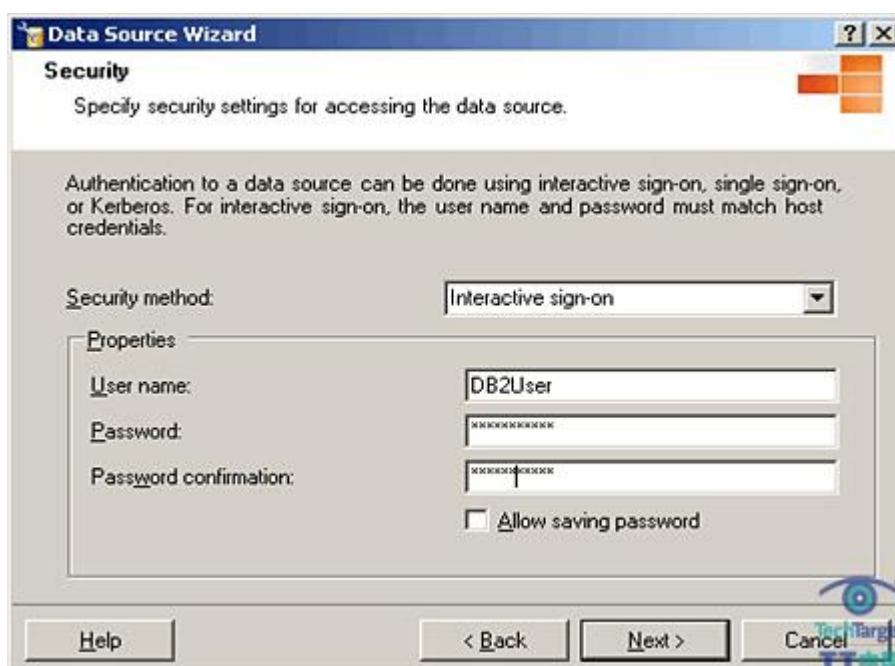 Data Source Wizard
Security
Specify security settings for accessing the data source.
Authentication to a data source can be done using interactive sign-on, single sign-on,
or Kerberos. For interactive sign-on, the user name and password must match host
credentials.
Security method:
Interactive sign-on
Properties
User name:
DB2User
Password:
***********
Password confirmation:
***********
Allow saving password
Help
< Back
Next >
Cancel